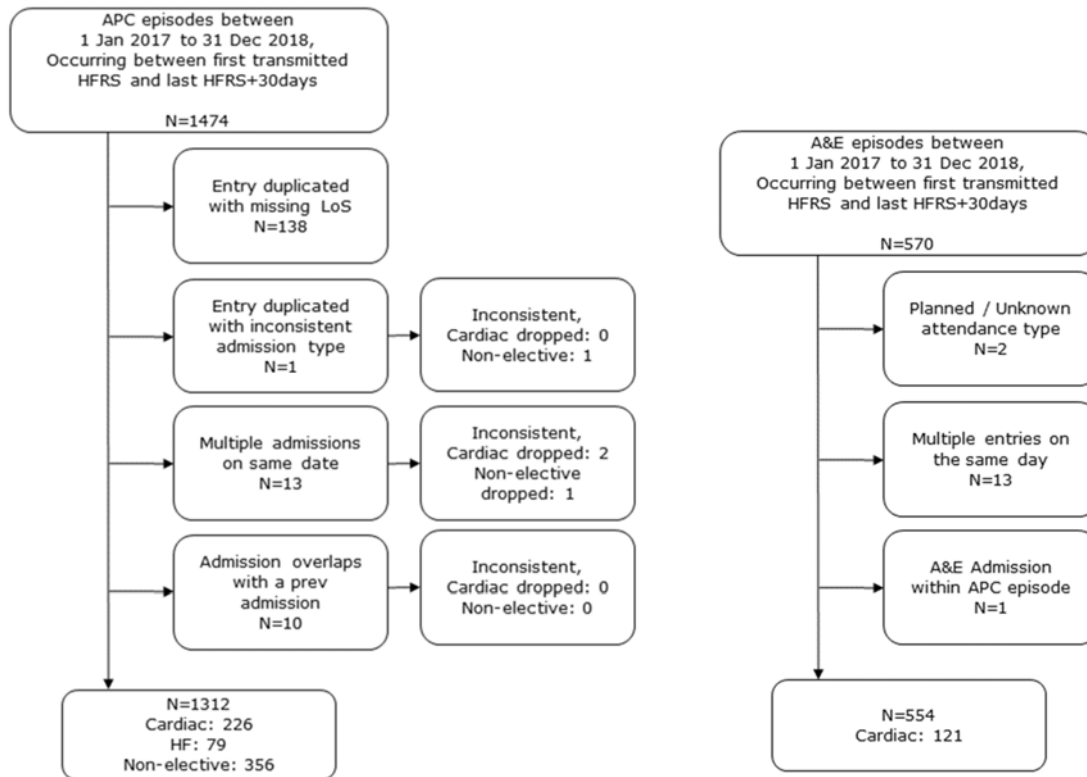 APC episodes between
1 Jan 2017 to 31 Dec 2018,
Occurring between first transmitted
HFRS and last HFRS+30days
N=1474
Entry duplicated
with missing LoS
N=138
Entry duplicated
with inconsistent
admission type
N=1
Inconsistent,
Cardiac dropped: 0
Non-elective: 1
Multiple admissions
on same date
N=13
Inconsistent,
Cardiac dropped: 2
Non-elective
dropped: 1
Admission overlaps
with a prev
admission
N=10
Inconsistent,
Cardiac dropped: 0
Non-elective: 0
N=1312
Cardiac: 226
HF: 79
Non-elective: 356
A&E episodes between
1 Jan 2017 to 31 Dec 2018,
Occurring between first transmitted
HFRS and last HFRS+30days
N=570
Planned / Unknown
attendance type
N=2
Multiple entries on
the same day
N=13
A&E Admission
within APC episode
N=1
N=554
Cardiac: 121